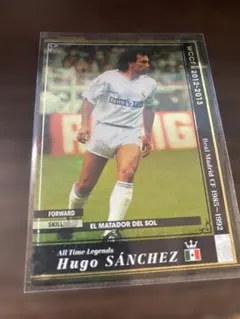 WCCF 2012-2013
Real Madrid CF 1985~1992
FORWARD
SKILL
EL MATADOR DEL SOL
All Time Legends
Hugo SÁNCHEZ